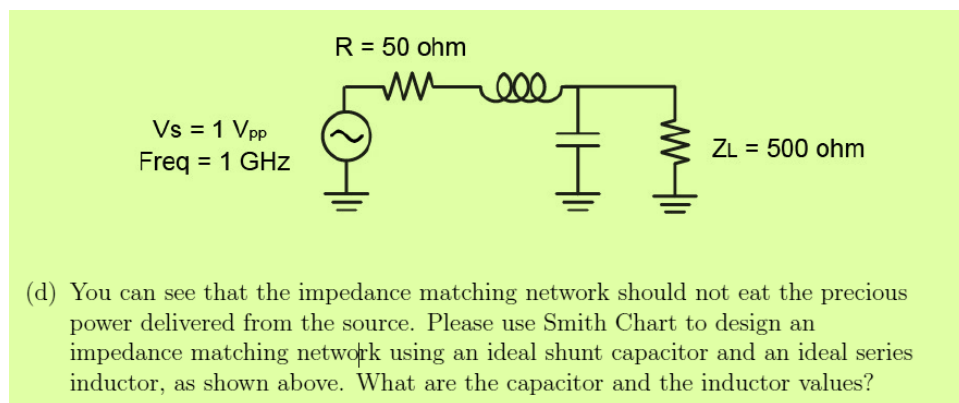 R = 50 ohm
Vs = 1 Vpp
Freq = 1 GHz
ZL = 500 ohm
(d) You can see that the impedance matching network should not eat the precious
power delivered from the source. Please use Smith Chart to design an
impedance matching network using an ideal shunt capacitor and an ideal series
inductor, as shown above. What are the capacitor and the inductor values?